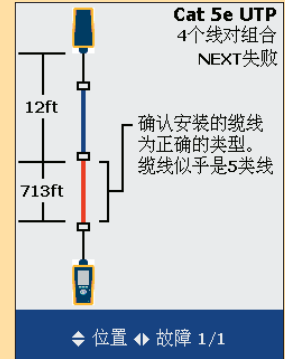 Cat 5e UTP
4个线对组合
NEXT失败
12ft
确认安装的缆线
为正确的类型。
缆线似乎是5类线
713ft
位置 故障 1/1